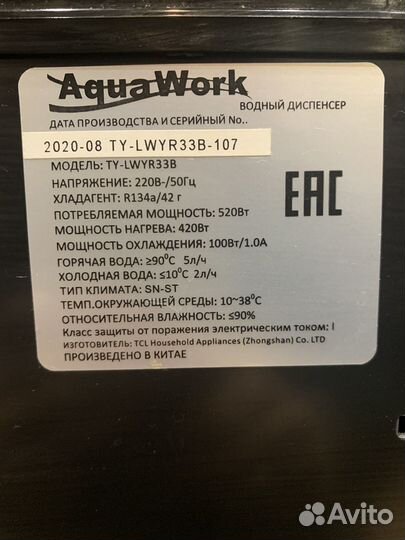 AquaWork
ВОДНЫЙ ДИСПЕНСЕР
ДАТА ПРОИЗВОДСТВА И СЕРИЙНЫЙ No..
2020-08 TY-LWYR33B-107
МОДЕЛЬ: TY-LWYR33B
НАПРЯЖЕНИЕ: 220В~/50Гц
ХЛАДАГЕНТ: R134a/42 г
ПОТРЕБЛЯЕМАЯ МОЩНОСТЬ: 520Вт
МОЩНОСТЬ НАГРЕВА: 420Вт
МОЩНОСТЬ ОХЛАЖДЕНИЯ: 100Вт/1.0А
ГОРЯЧАЯ ВОДА: ≥90⁰С 5л/ч
ХОЛОДНАЯ ВОДА: ≤10⁰С 2л/ч
ТИП КЛИМАТА: SN-ST
ТЕМП.ОКРУЖАЮЩЕЙ СРЕДЫ: 10~38⁰С
ОТНОСИТЕЛЬНАЯ ВЛАЖНОСТЬ: ≤90%
Класс защиты от поражения электрическим током: I
ИЗГОТОВИТЕЛЬ: TCL Household Appliances (Zhongshan) Co. LTD
ПРОИЗВЕДЕНО В КИТАЕ
EAC
Avito